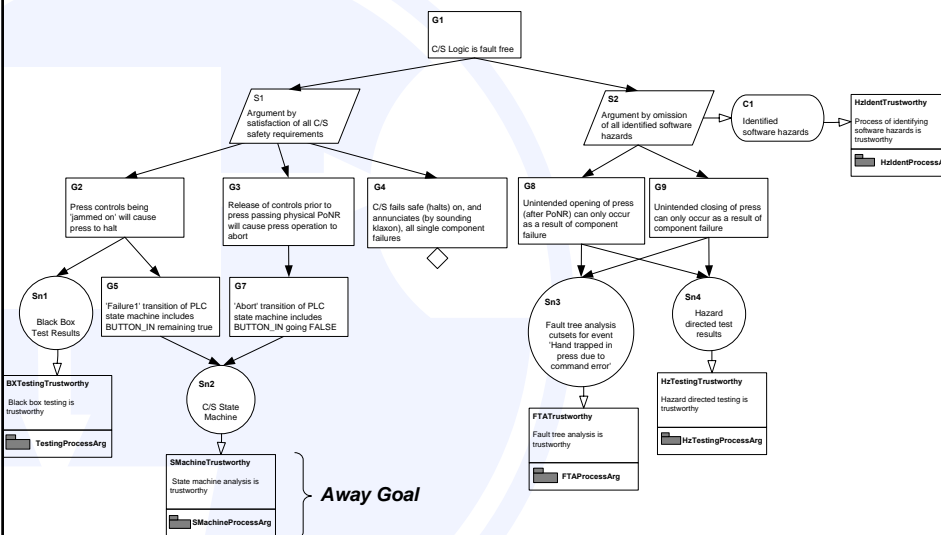 G1
C/S Logic is fault free
S1
Argument by
satisfaction of all C/S
safety requirements
S2
Argument by omission
of all identified software
hazards
C1
Identified
software hazards
HzIdentTrustworthy
Process of identifying
software hazards is
trustworthy
HzIdentProcessA
G2
Press controls being
'jammed on' will cause
press to halt
G3
Release of controls prior to
press passing physical PoNR
will cause press operation to
abort
G4
C/S fails safe (halts) on, and
annunciates (by sounding
klaxon), all single component
failures
G8
Unintended opening of press
(after PoNR) can only occur
as a result of component
failure
G9
Unintended closing of press
can only occur as a result of
component failure
Sn1
Black Box
Test Results
G5
'Failure1' transition of PLC
state machine includes
BUTTON_IN remaining true
G7
'Abort' transition of PLC
state machine includes
BUTTON_IN going FALSE
Sn3
Fault tree analysis
cutsets for event
'Hand trapped in
press due to
command error'
Sn4
Hazard
directed test
results
BXTestingTrustworthy
Black box testing is
trustworthy
TestingProcessArg
Sn2
C/S State
Machine
HzTestingTrustworthy
Hazard directed testing is
trustworthy
HzTestingProcessArg
FTATrustworthy
Fault tree analysis is
trustworthy
FTAProcessArg
SMachineTrustworthy
State machine analysis is
trustworthy
SMachineProcessArg
Away Goal